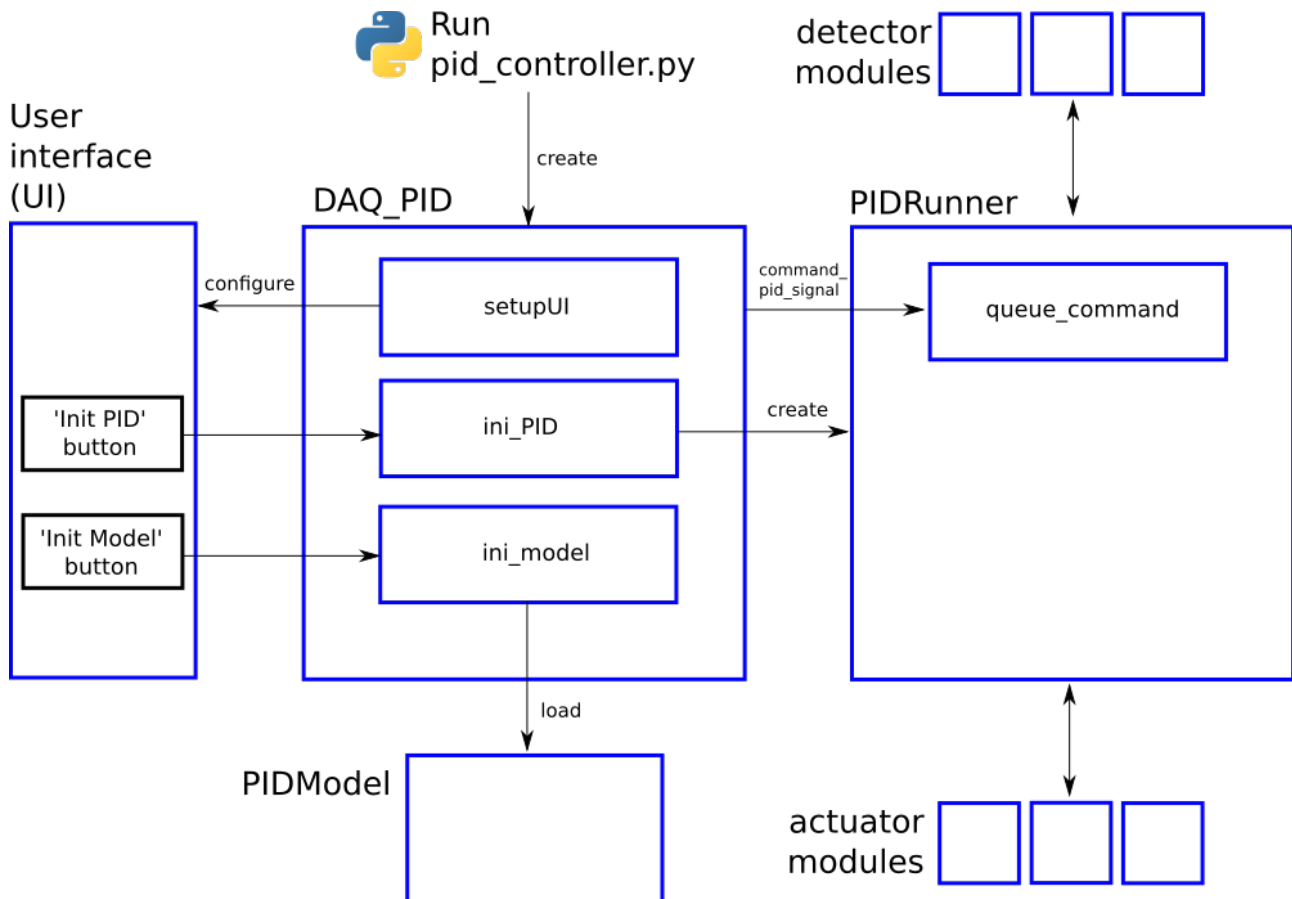 Run
pid_controller.py
detector
modules
User
interface
(UI)
create
DAQ_PID
PIDRunner
configure
setupUI
command_
pid_signal
queue_command
'Init PID'
button
ini_PID
create
'Init Model'
button
ini_model
load
PIDModel
actuator
modules